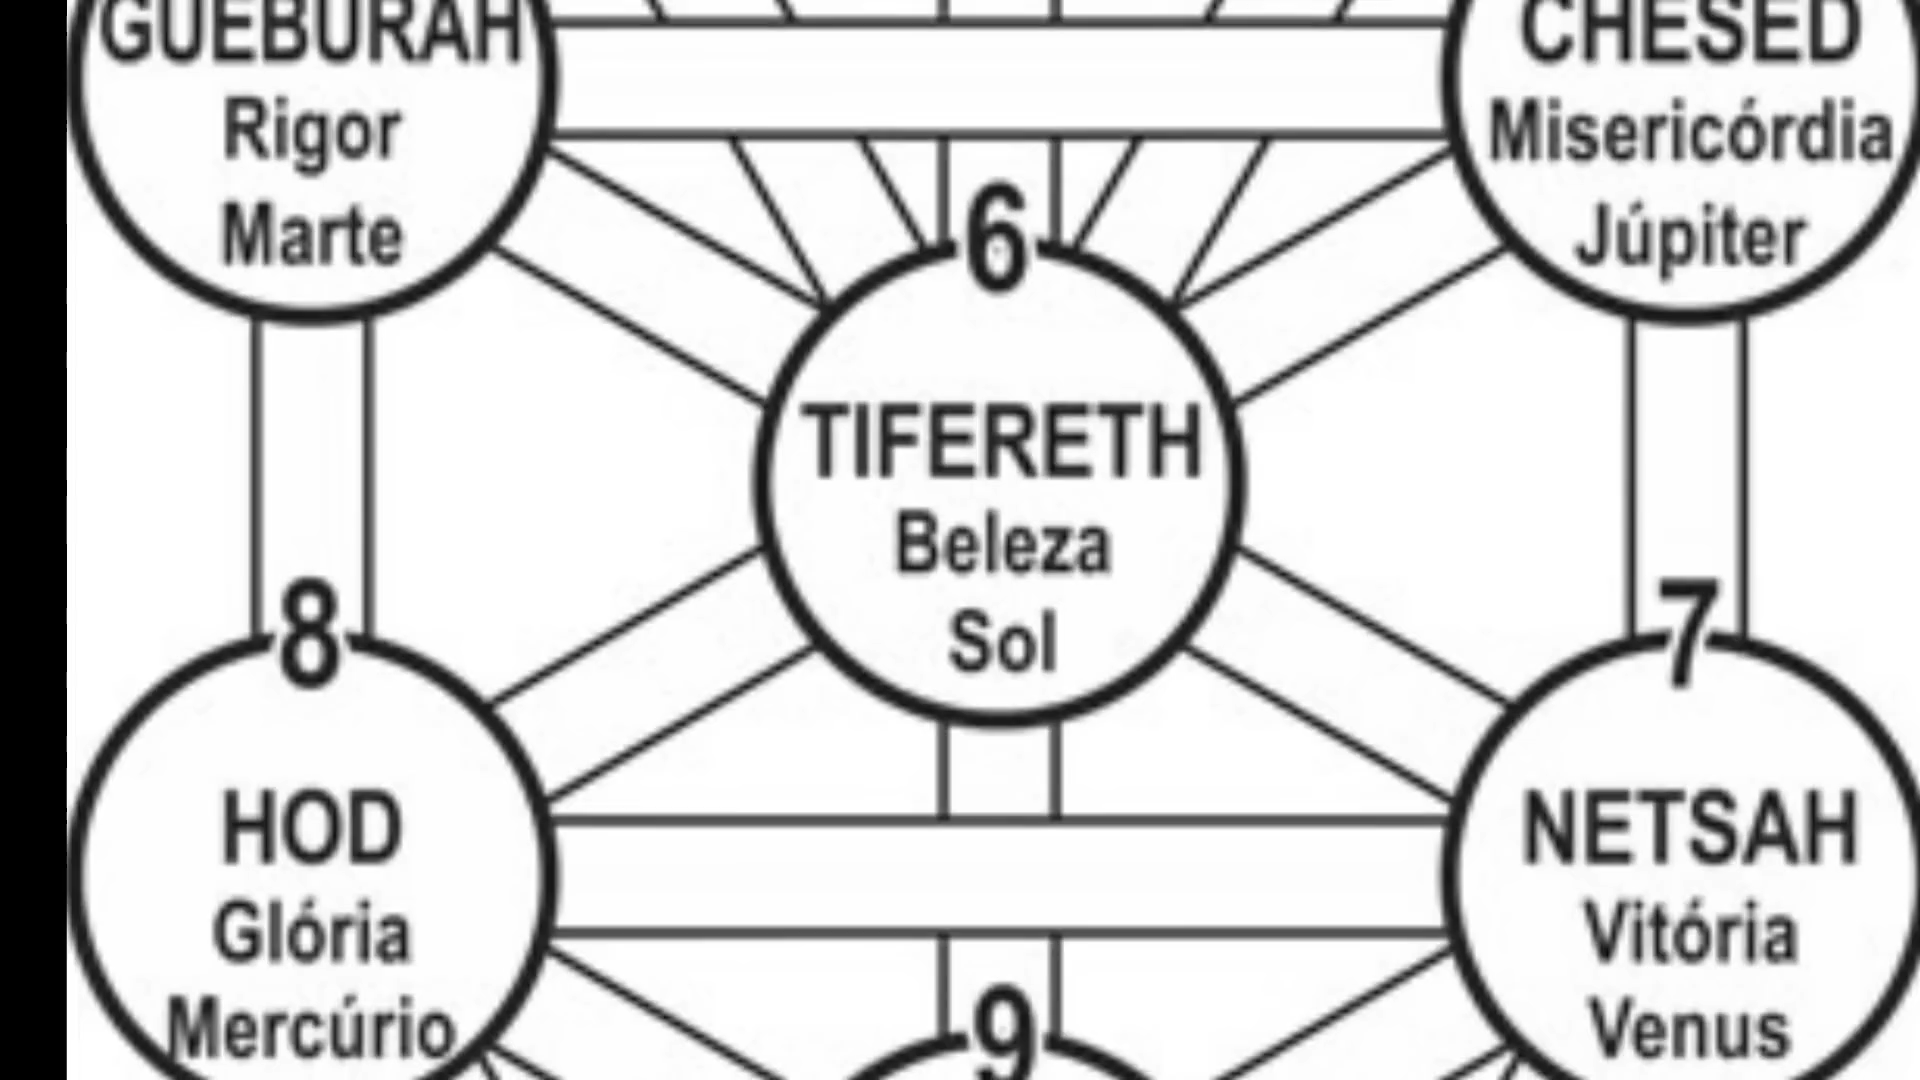 GUEBURAH
Rigor
Marte
CHESED
Misericórdia
Júpiter
6
TIFERETH
Beleza
Sol
8
HOD
Glória
Mercúrio
7
NETSAH
Vitória
Venus
9